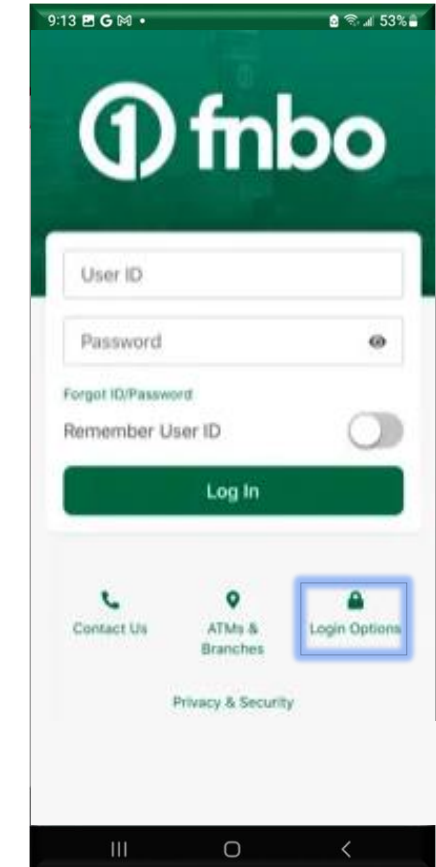 9:13 G M • 53%
1 fnbo
User ID
Password
Forgot ID/Password
Remember User ID
Log In
Contact Us
ATMs &
Branches
Login Options
Privacy & Security